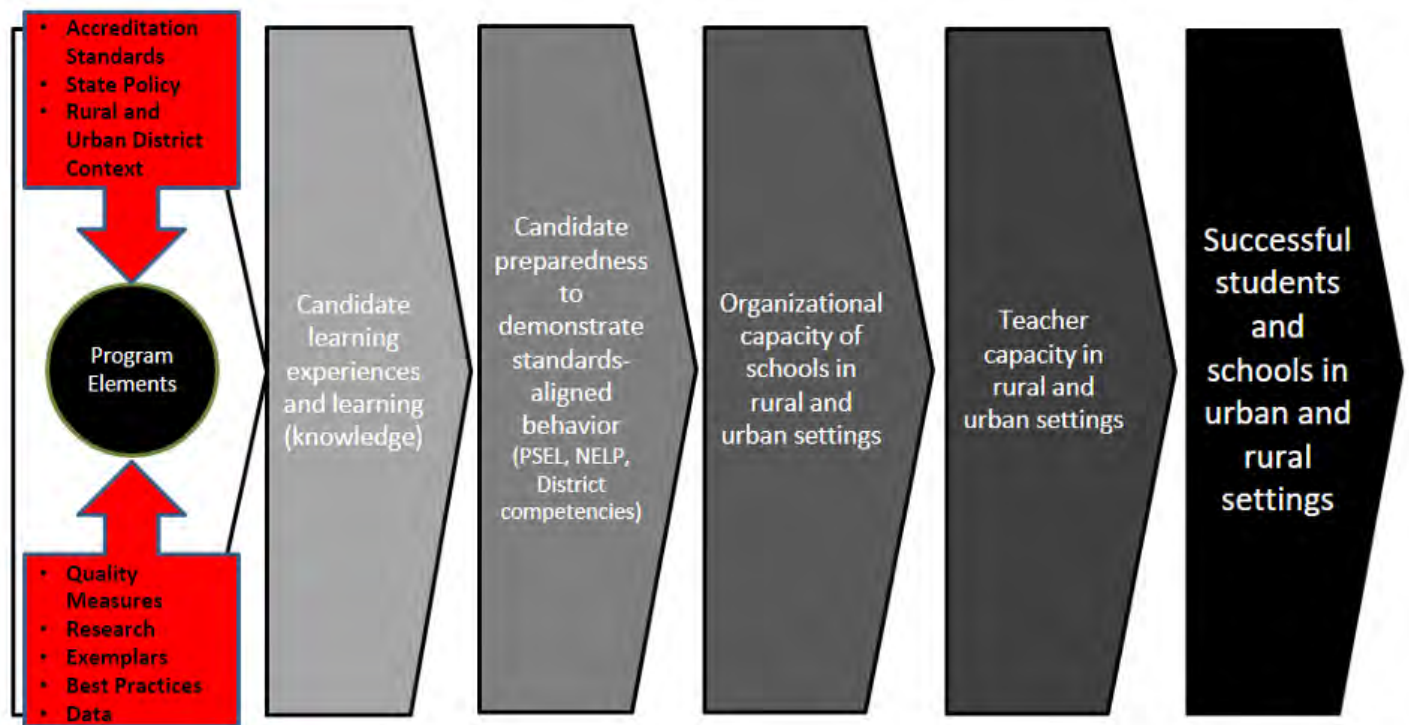 • Accreditation
Standards
• State Policy
• Rural and
Urban District
Context
Program
Elements
• Quality
Measures
• Research
• Exemplars
• Best Practices
• Data
Candidate
learning
experiences
and learning
(knowledge)
Candidate
preparedness
to
demonstrate
standards-
aligned
behavior
(PSEL, NELP,
District
competencies)
Organizational
capacity of
schools in
rural and
urban settings
Teacher
capacity in
rural and
urban settings
Successful
students
and
schools in
urban and
rural
settings